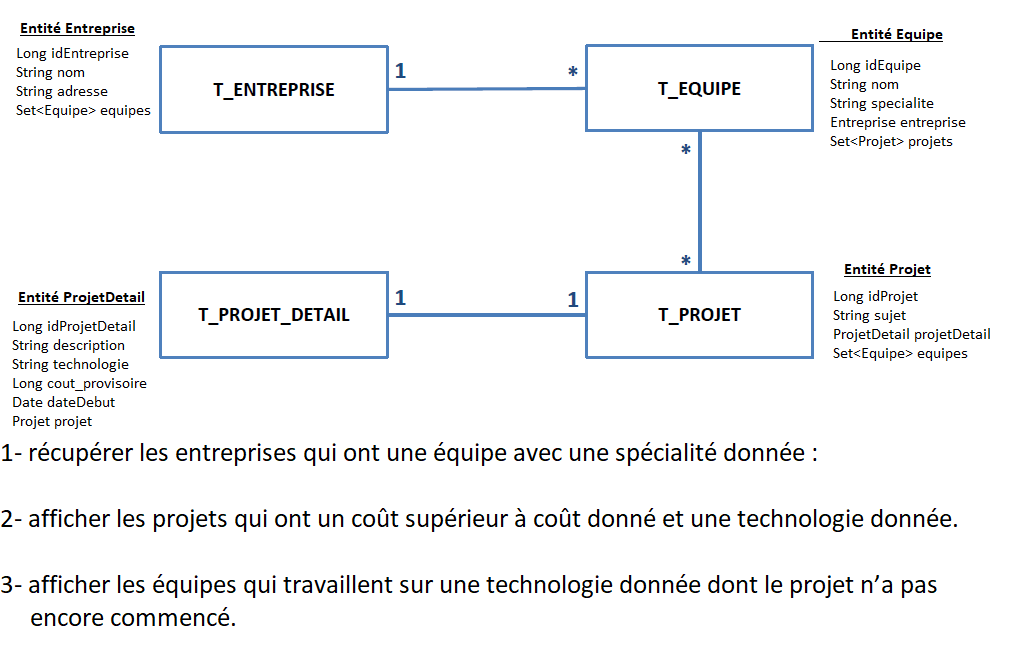 Entité Entreprise
Long idEntreprise
String nom
String adresse
Set<Equipe> equipes
T_ENTREPRISE
1
*
T_EQUIPE
Entité Equipe
Long idEquipe
String nom
String specialite
Entreprise entreprise
Set<Projet> projets
*
*
Entité ProjetDetail
Long idProjetDetail
String description
String technologie
Long cout_provisoire
Date dateDebut
Projet projet
T_PROJET_DETAIL
1
1
T_PROJET
Entité Projet
Long idProjet
String sujet
ProjetDetail projetDetail
Set<Equipe> equipes
1- récupérer les entreprises qui ont une équipe avec une spécialité donnée :
2- afficher les projets qui ont un coût supérieur à coût donné et une technologie donnée.
3- afficher les équipes qui travaillent sur une technologie donnée dont le projet n’a pas
encore commencé.